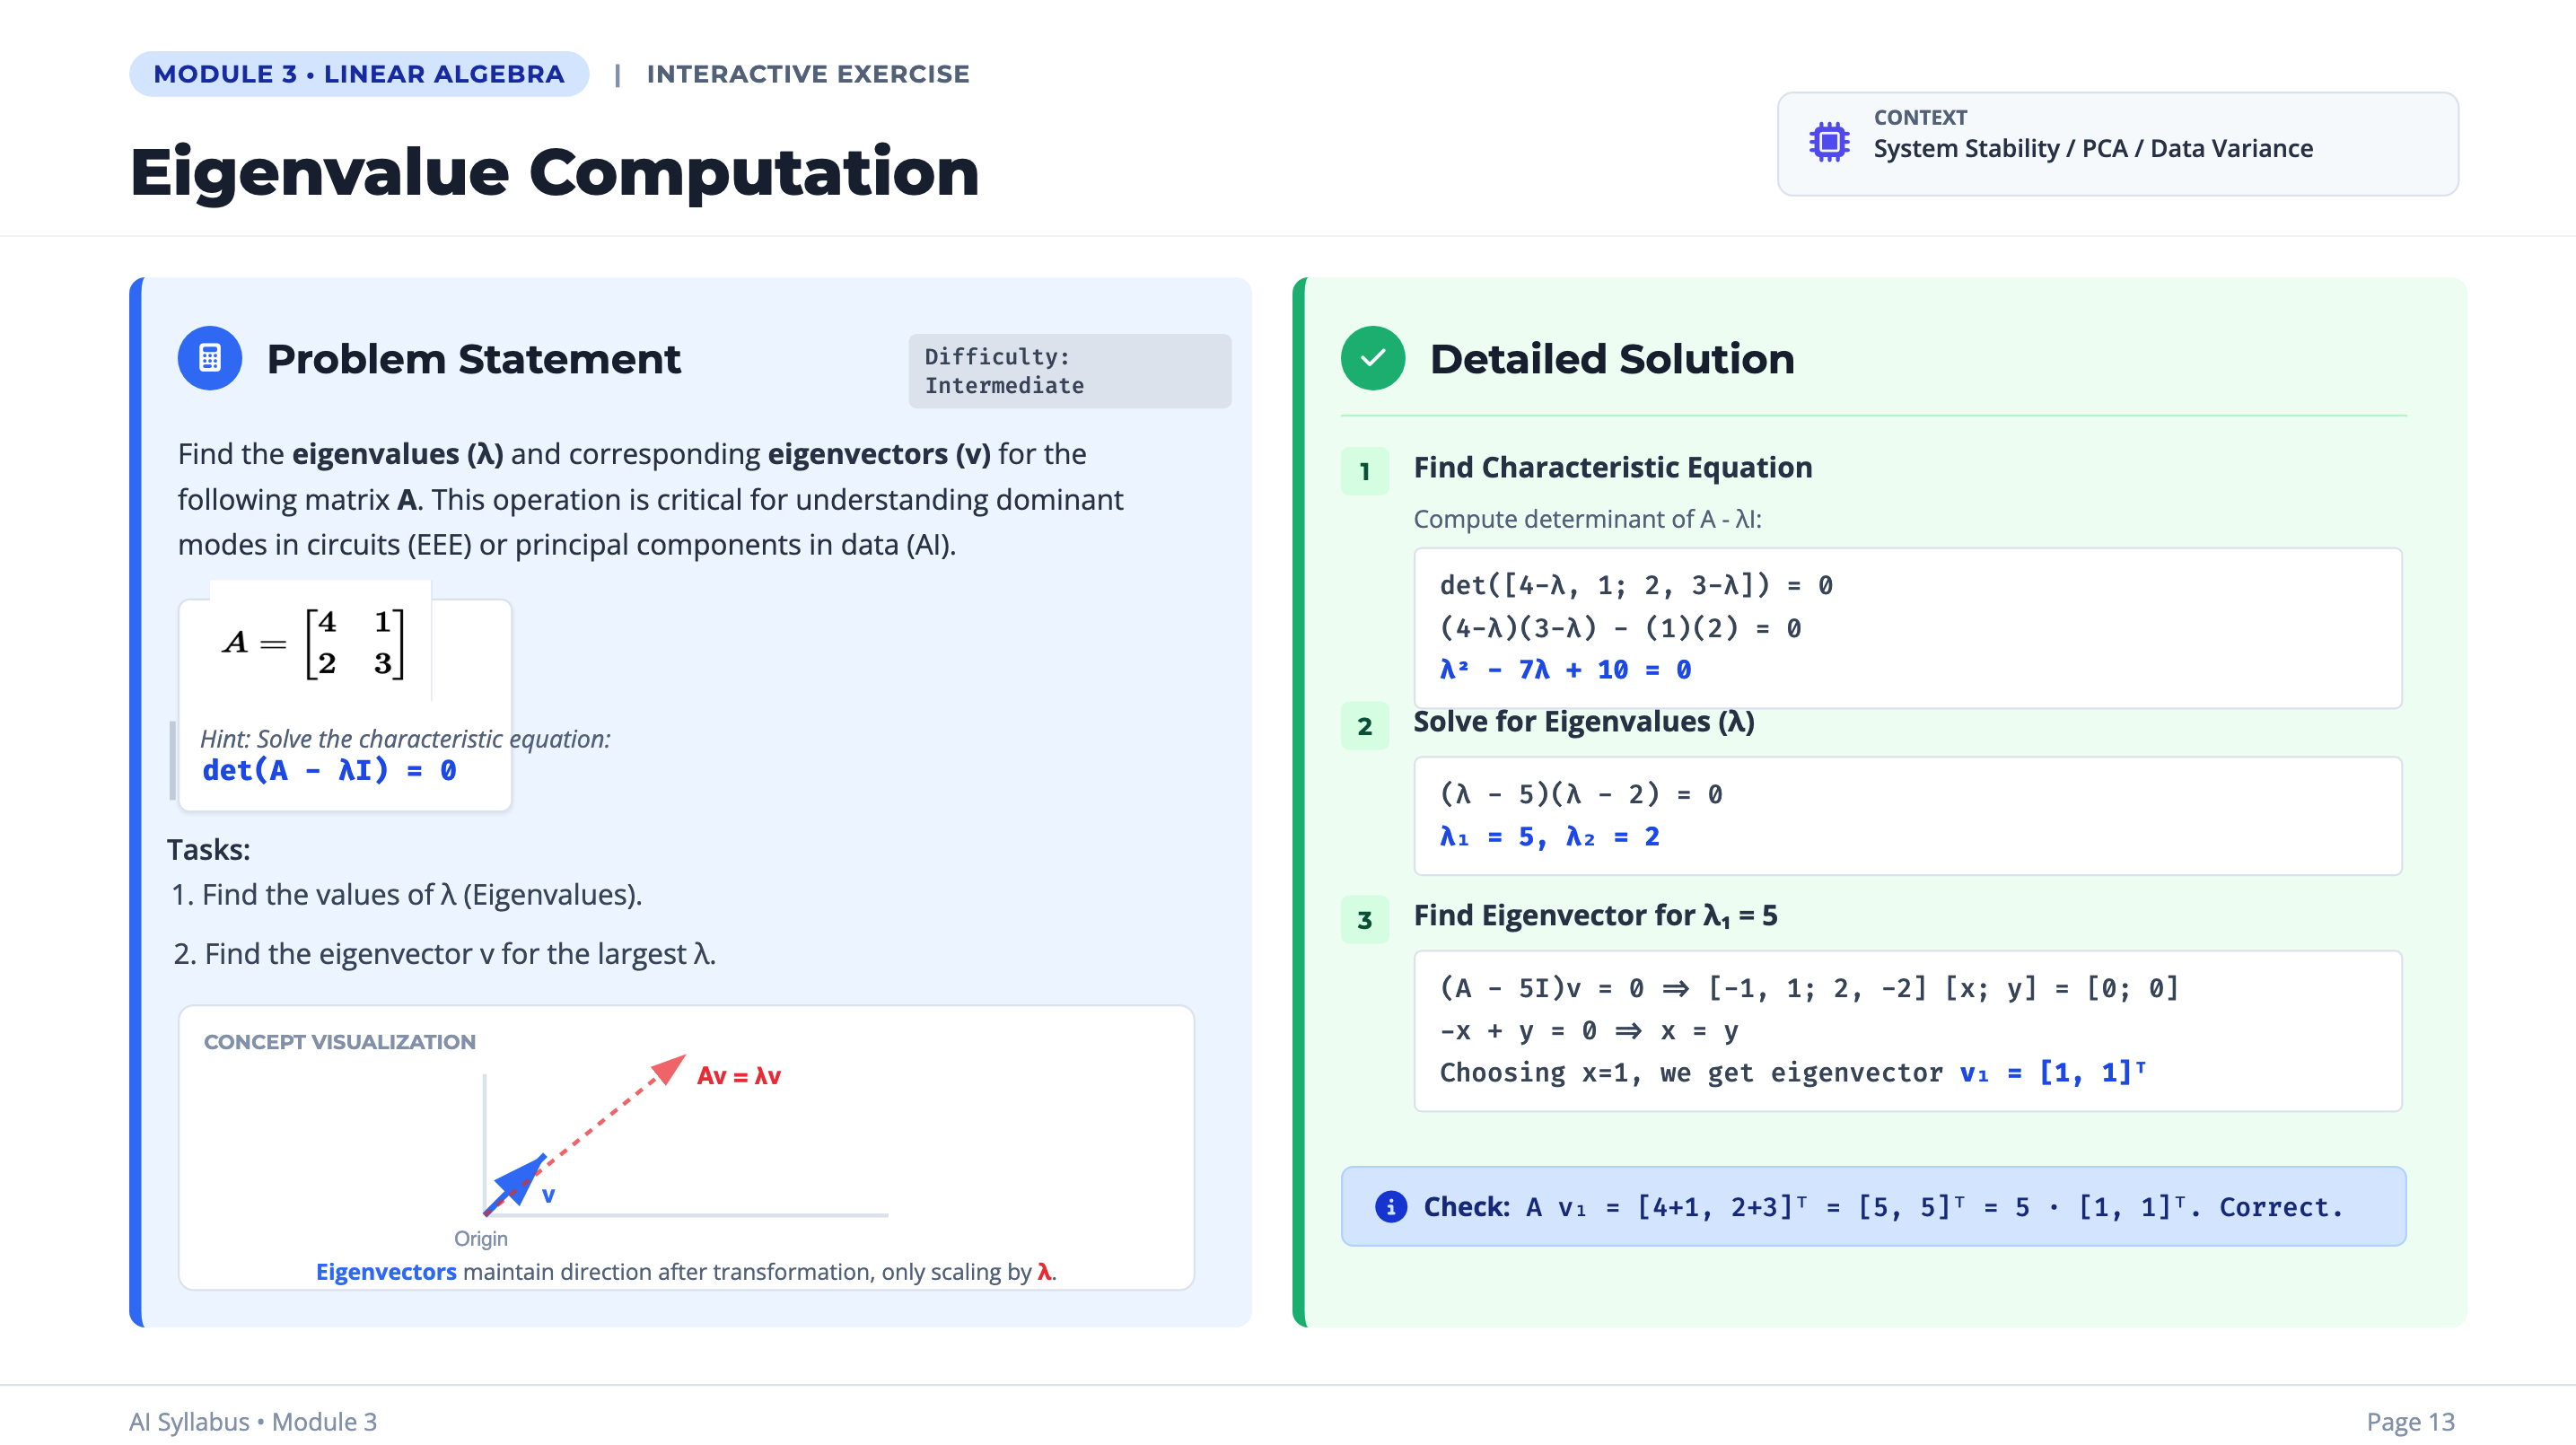 MODULE 3 • LINEAR ALGEBRA | INTERACTIVE EXERCISE
Eigenvalue Computation
CONTEXT
System Stability / PCA / Data Variance
Problem Statement
Difficulty:
Intermediate
Find the eigenvalues (λ) and corresponding eigenvectors (v) for the
following matrix A. This operation is critical for understanding dominant
modes in circuits (EEE) or principal components in data (AI).
A = [4 1
2 3]
Hint: Solve the characteristic equation:
det(A - λI) = 0
Tasks:
1. Find the values of λ (Eigenvalues).
2. Find the eigenvector v for the largest λ.
CONCEPT VISUALIZATION
Av = λv
v
Origin
Eigenvectors maintain direction after transformation, only scaling by λ.
Detailed Solution
1 Find Characteristic Equation
Compute determinant of A - λI:
det([4-λ, 1; 2, 3-λ]) = 0
(4-λ)(3-λ) - (1)(2) = 0
λ² - 7λ + 10 = 0
2 Solve for Eigenvalues (λ)
(λ - 5)(λ - 2) = 0
λ₁ = 5, λ₂ = 2
3 Find Eigenvector for λ₁ = 5
(A - 5I)v = 0 ⇒ [-1, 1; 2, -2] [x; y] = [0; 0]
-x + y = 0 ⇒ x = y
Choosing x=1, we get eigenvector v₁ = [1, 1]ᵀ
Check: A v₁ = [4+1, 2+3]ᵀ = [5, 5]ᵀ = 5 · [1, 1]ᵀ. Correct.
AI Syllabus • Module 3
Page 13